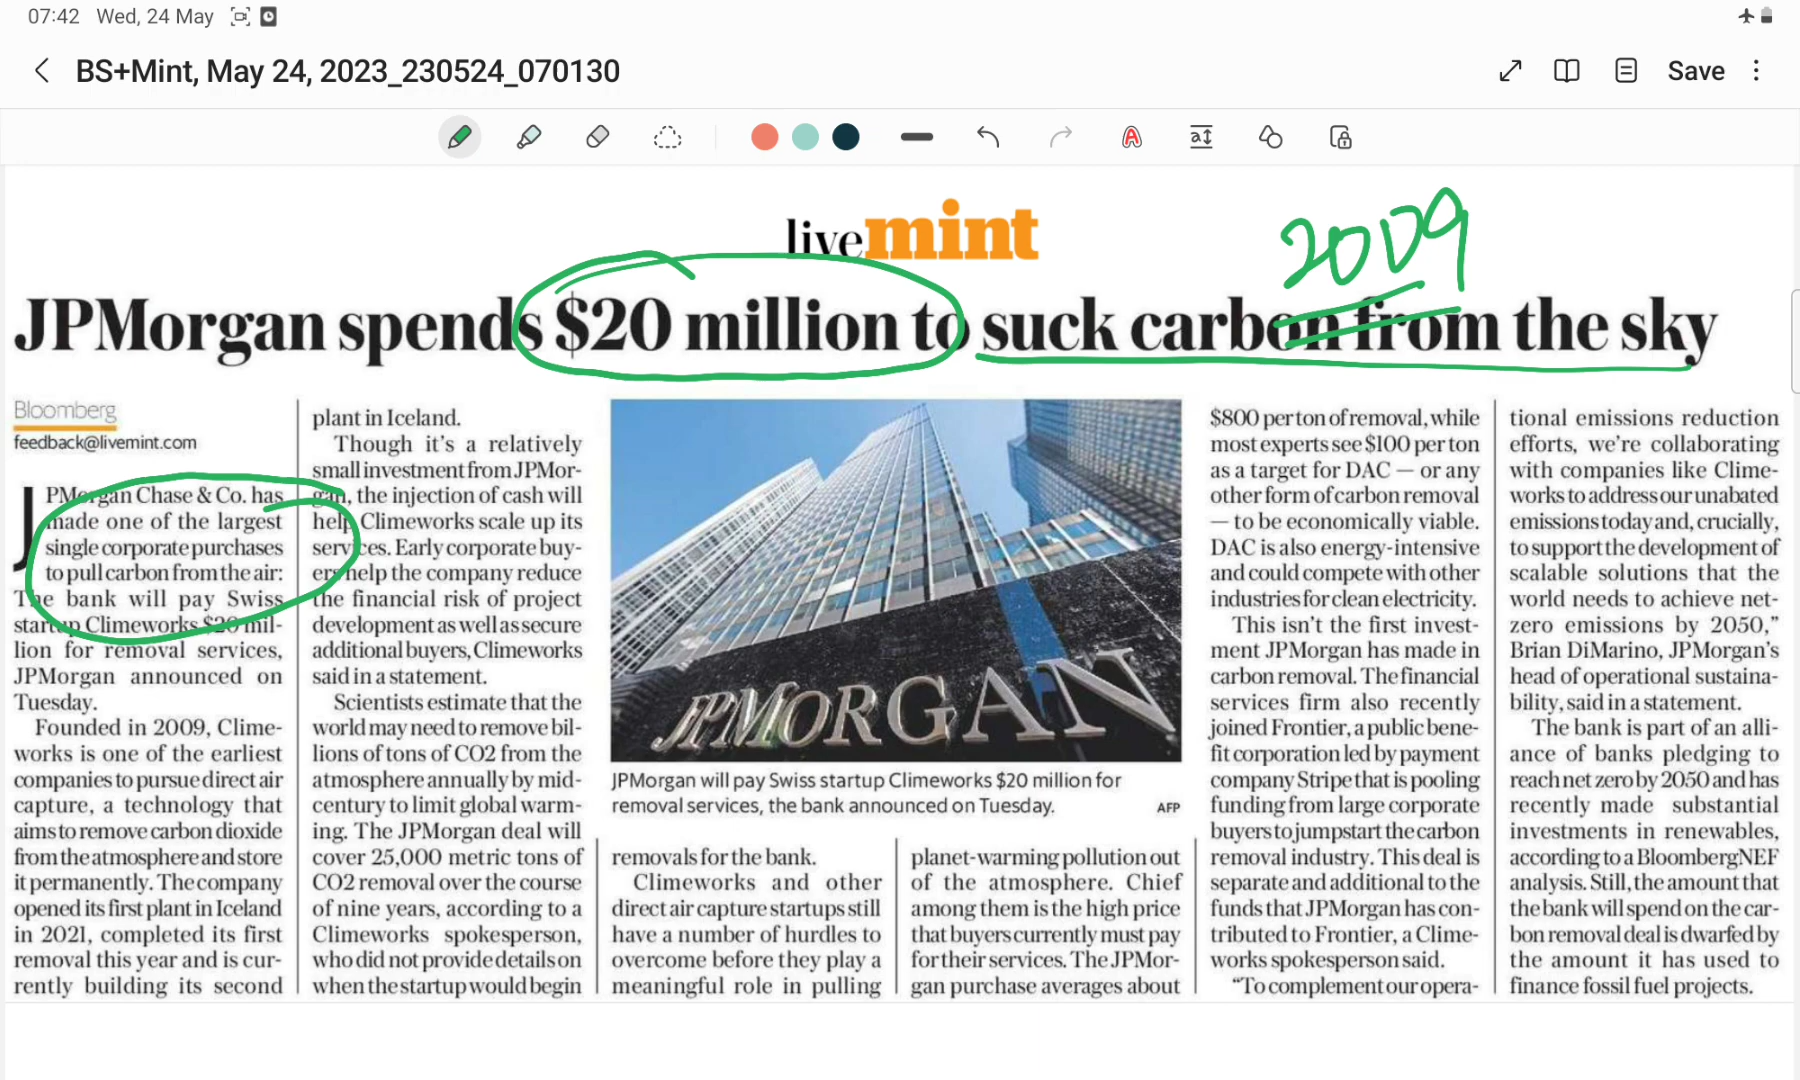 07:42 Wed, 24 May
BS+Mint, May 24, 2023_230524_070130
Save
livemint
2009
JPMorgan spends $20 million to suck carbon from the sky
Bloomberg
feedback@livemint.com
JPMorgan Chase & Co. has
made one of the largest
single corporate purchases
to pull carbon from the air:
The bank will pay Swiss
startup Climeworks $20 mil-
lion for removal services,
JPMorgan announced on
Tuesday.
Founded in 2009, Clime-
works is one of the earliest
companies to pursue direct air
capture, a technology that
aims to remove carbon dioxide
from the atmosphere and store
it permanently. The company
opened its first plant in Iceland
in 2021, completed its first
removal this year and is cur-
rently building its second
plant in Iceland.
Though it's a relatively
small investment from JPMor-
gan, the injection of cash will
help Climeworks scale up its
services. Early corporate buy-
ers help the company reduce
the financial risk of project
development as well as secure
additional buyers, Climeworks
said in a statement.
Scientists estimate that the
world may need to remove bil-
lions of tons of CO2 from the
atmosphere annually by mid-
century to limit global warm-
ing. The JPMorgan deal will
cover 25,000 metric tons of
CO2 removal over the course
of nine years, according to a
Climeworks spokesperson,
who did not provide details on
when the startup would begin
JPMORGAN
JPMorgan will pay Swiss startup Climeworks $20 million for
removal services, the bank announced on Tuesday. AFP
removals for the bank.
Climeworks and other
direct air capture startups still
have a number of hurdles to
overcome before they play a
meaningful role in pulling
planet-warming pollution out
of the atmosphere. Chief
among them is the high price
that buyers currently must pay
for their services. The JPMor-
gan purchase averages about
$800 per ton of removal, while
most experts see $100 per ton
as a target for DAC — or any
other form of carbon removal
— to be economically viable.
DAC is also energy-intensive
and could compete with other
industries for clean electricity.
This isn't the first invest-
ment JPMorgan has made in
carbon removal. The financial
services firm also recently
joined Frontier, a public bene-
fit corporation led by payment
company Stripe that is pooling
funding from large corporate
buyers to jumpstart the carbon
removal industry. This deal is
separate and additional to the
funds that JPMorgan has con-
tributed to Frontier, a Clime-
works spokesperson said.
“To complement our opera-
tional emissions reduction
efforts, we're collaborating
with companies like Clime-
works to address our unabated
emissions today and, crucially,
to support the development of
scalable solutions that the
world needs to achieve net-
zero emissions by 2050,”
Brian DiMarino, JPMorgan's
head of operational sustaina-
bility, said in a statement.
The bank is part of an alli-
ance of banks pledging to
reach net zero by 2050 and has
recently made substantial
investments in renewables,
according to a BloombergNEF
analysis. Still, the amount that
the bank will spend on the car-
bon removal deal is dwarfed by
the amount it has used to
finance fossil fuel projects.